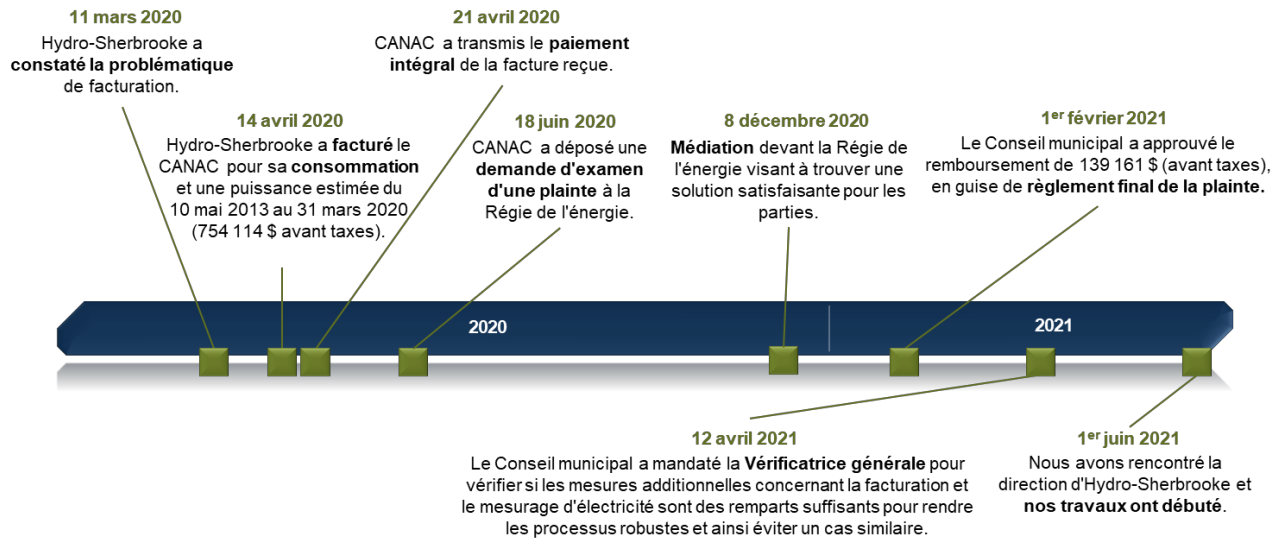 11 mars 2020
Hydro-Sherbrooke a
constaté la problématique
de facturation.
21 avril 2020
CANAC a transmis le paiement
intégral de la facture reçue.
14 avril 2020
Hydro-Sherbrooke a facturé le
CANAC pour sa consommation
et une puissance estimée du
10 mai 2013 au 31 mars 2020
(754 114 $ avant taxes).
18 juin 2020
CANAC a déposé une
demande d'examen
d'une plainte à la
Régie de l'énergie.
8 décembre 2020
Médiation devant la Régie de
l'énergie visant à trouver une
solution satisfaisante pour les
parties.
1er février 2021
Le Conseil municipal a approuvé le
remboursement de 139 161 $ (avant taxes),
en guise de règlement final de la plainte.
2020
2021
12 avril 2021
Le Conseil municipal a mandaté la Vérificatrice générale pour
vérifier si les mesures additionnelles concernant la facturation et
le mesurage d'électricité sont des remparts suffisants pour rendre
les processus robustes et ainsi éviter un cas similaire.
1er juin 2021
Nous avons rencontré la
direction d'Hydro-Sherbrooke et
nos travaux ont débuté.